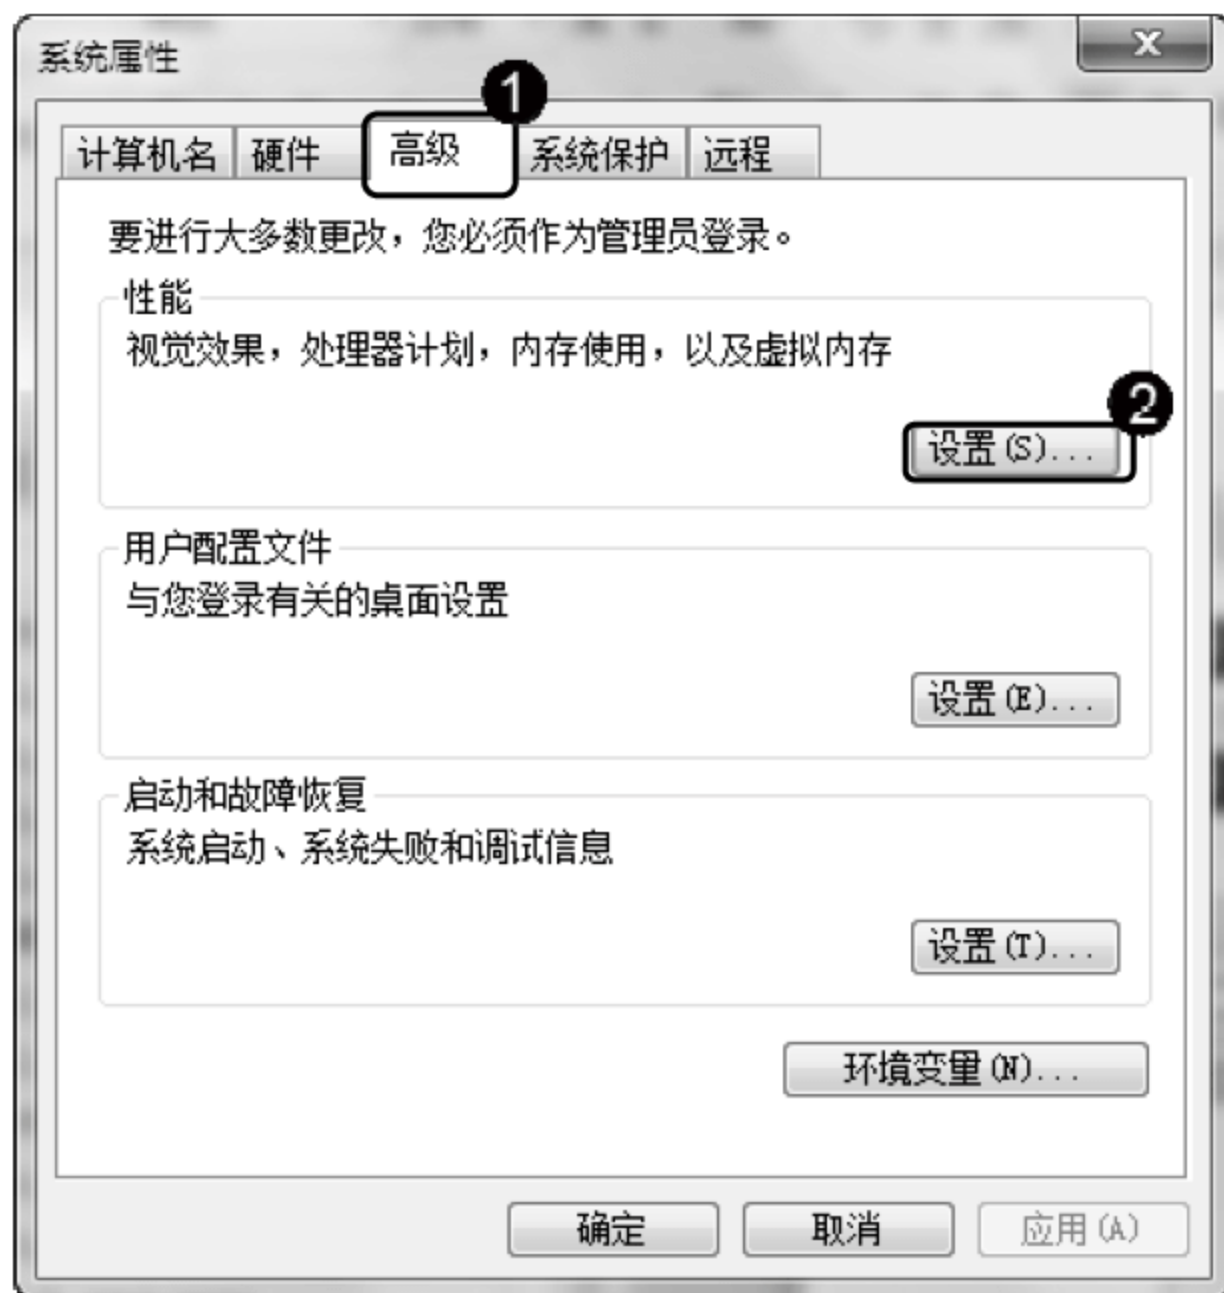 系统属性
X
1
计算机名 硬件 高级 系统保护 远程
要进行大多数更改，您必须作为管理员登录。
性能
视觉效果，处理器计划，内存使用，以及虚拟内存
2
设置(S)...
用户配置文件
与您登录有关的桌面设置
设置(E)...
启动和故障恢复
系统启动、系统失败和调试信息
设置(T)...
环境变量(N)...
确定 取消 应用(A)